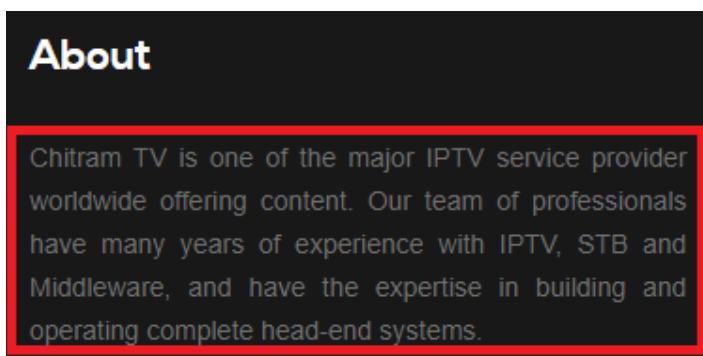 About
Chitram TV is one of the major IPTV service provider
worldwide offering content. Our team of professionals
have many years of experience with IPTV, STB and
Middleware, and have the expertise in building and
operating complete head-end systems.